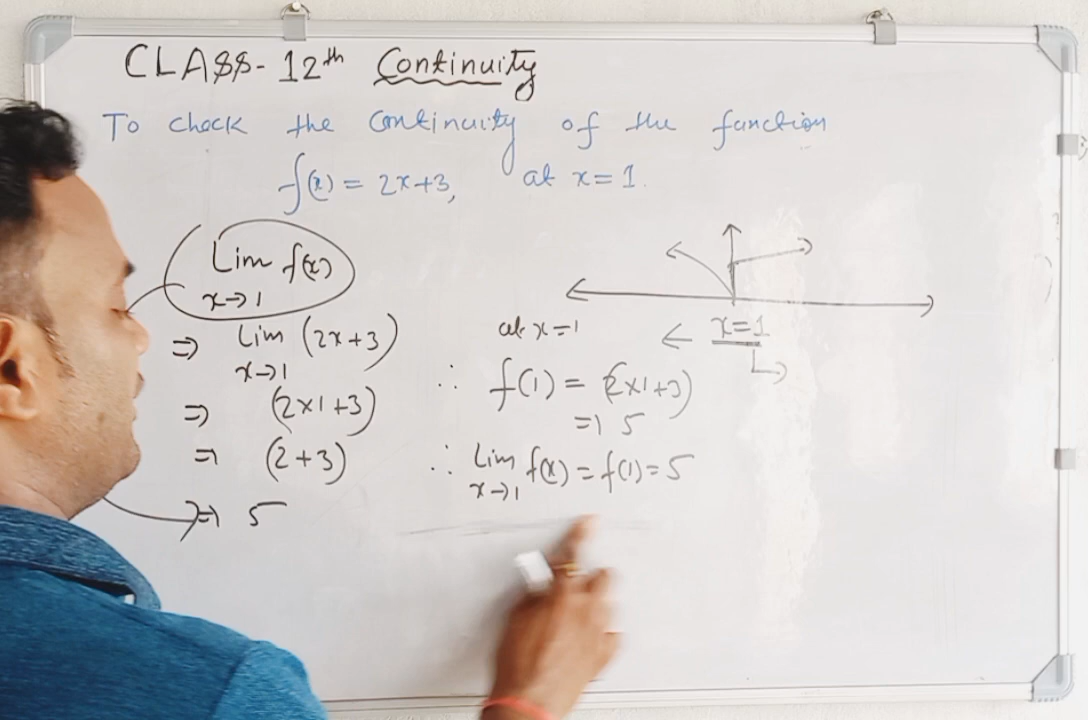 CLASS-12th Continuity
To check the continuity of the function
f(x) = 2x+3, at x=1.
Lim f(x)
x→1
⇒ Lim (2x+3)
x→1
⇒ (2×1+3)
= (2+3)
⇒ 5
x=1
at x=1
∴ f(1) = (2×1+3)
⇒ 5
∴ Lim f(x) = f(1) = 5
x→1